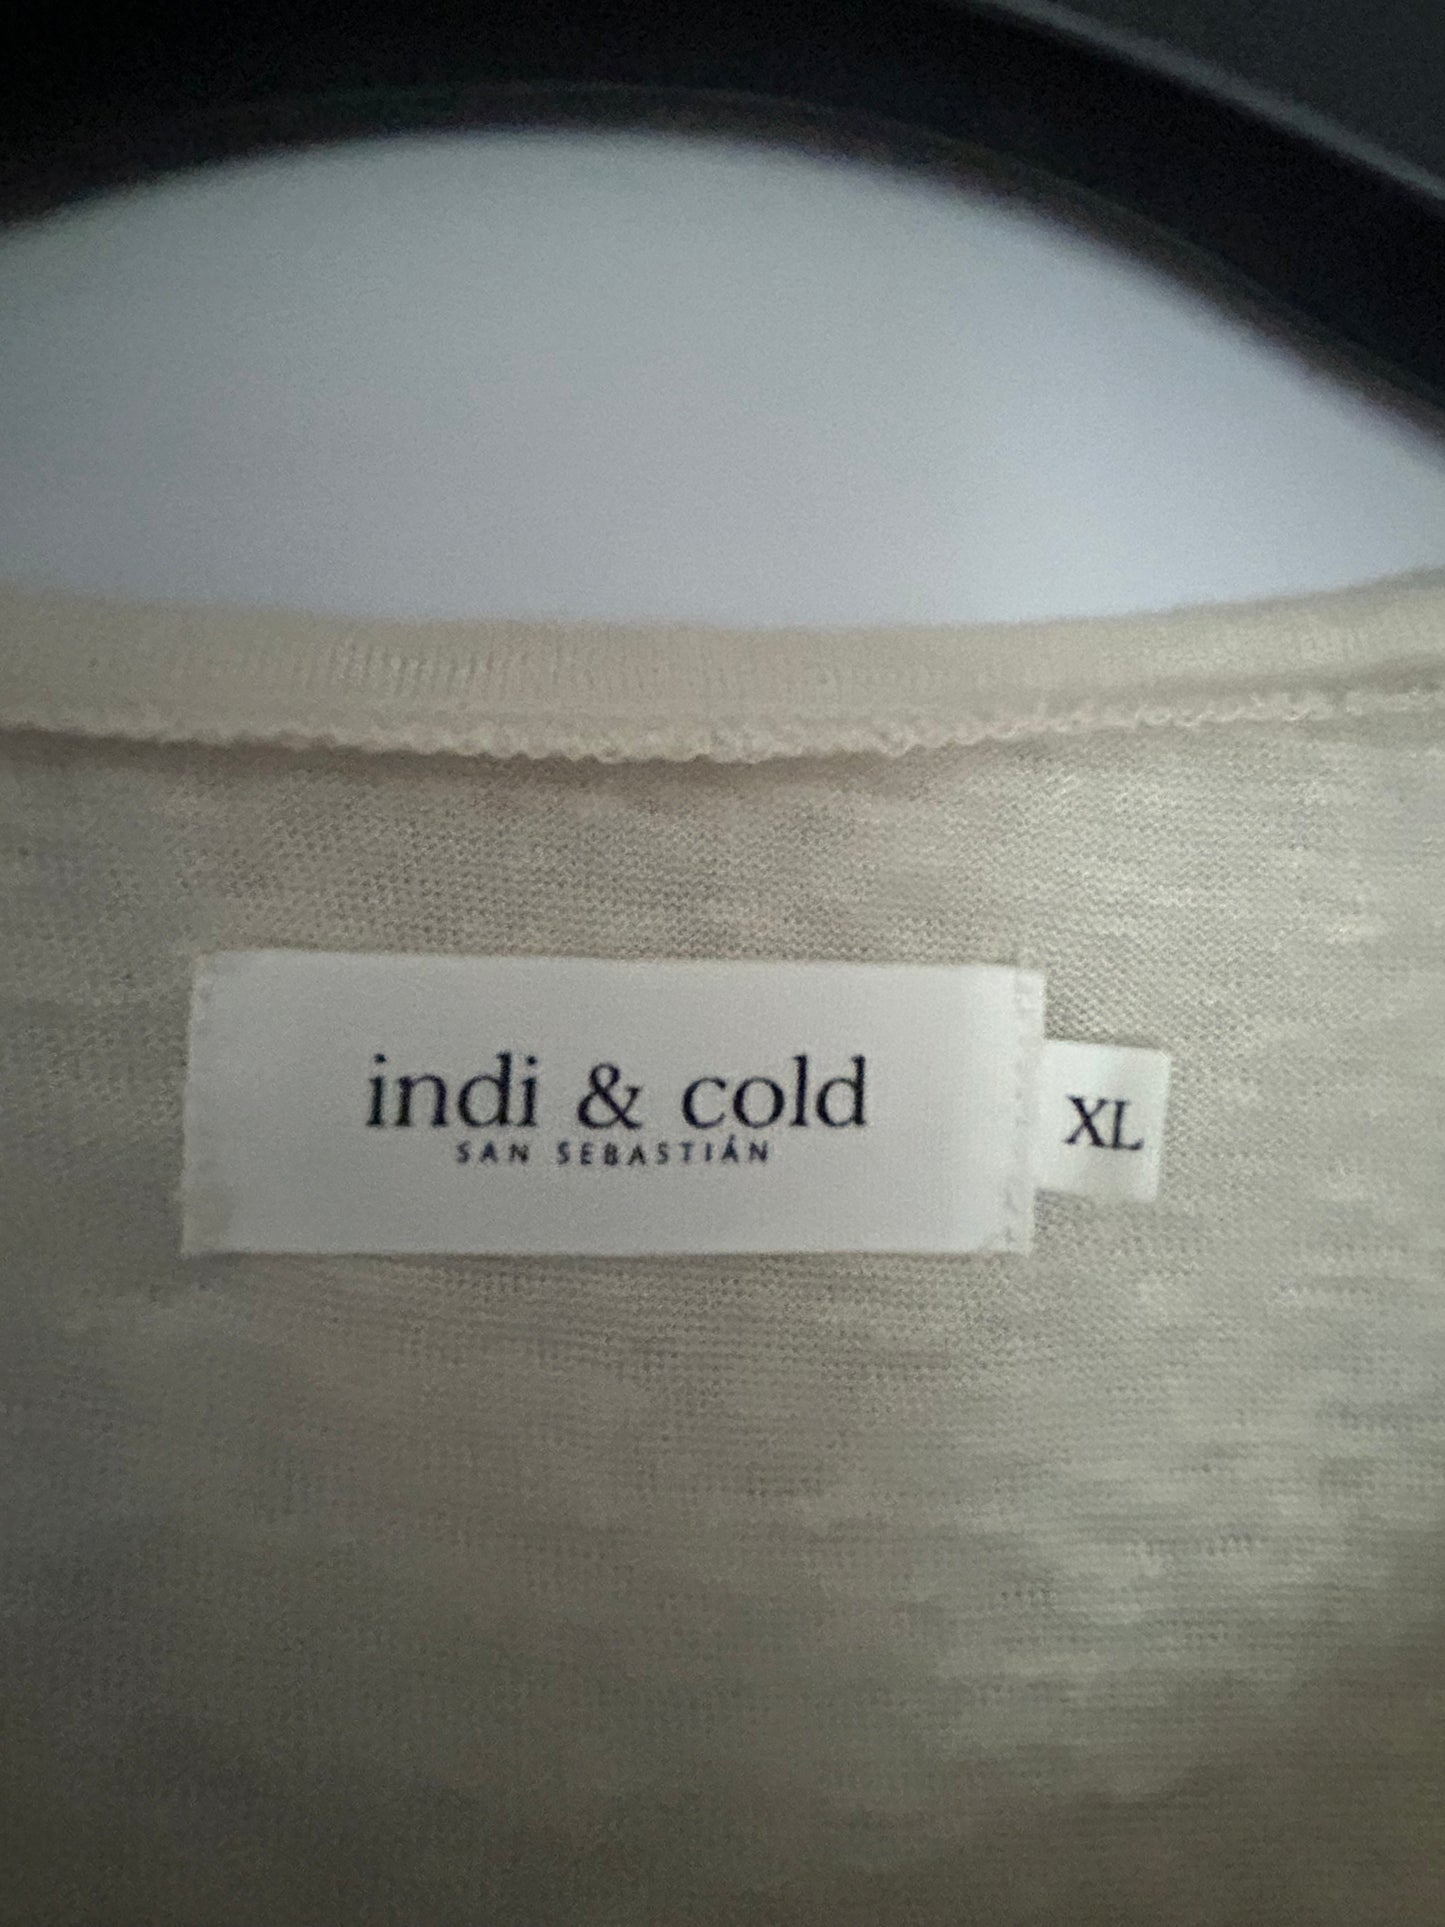 indi & cold
SAN SEBASTIÁN
XL